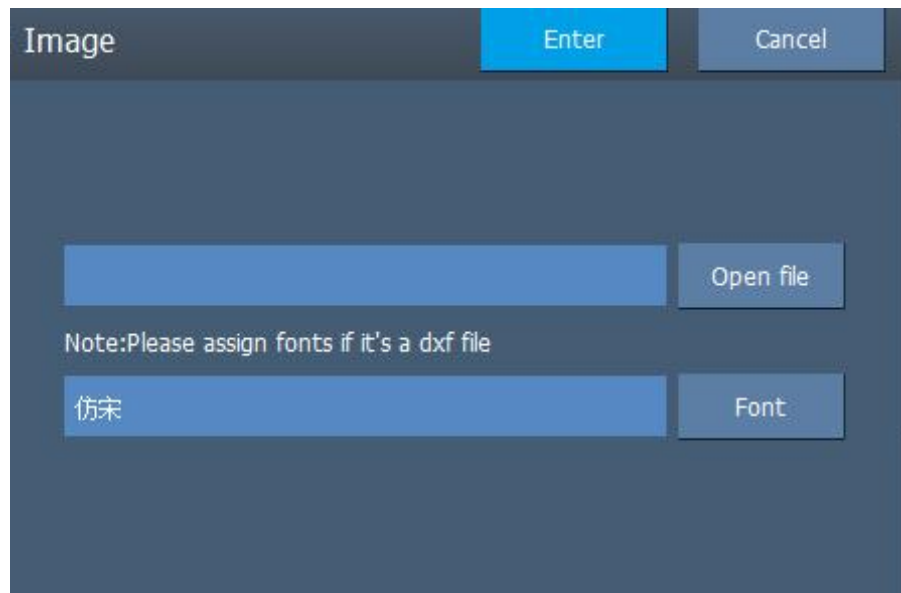 Image Enter Cancel
Open file
Note:Please assign fonts if it's a dxf file
仿宋 Font